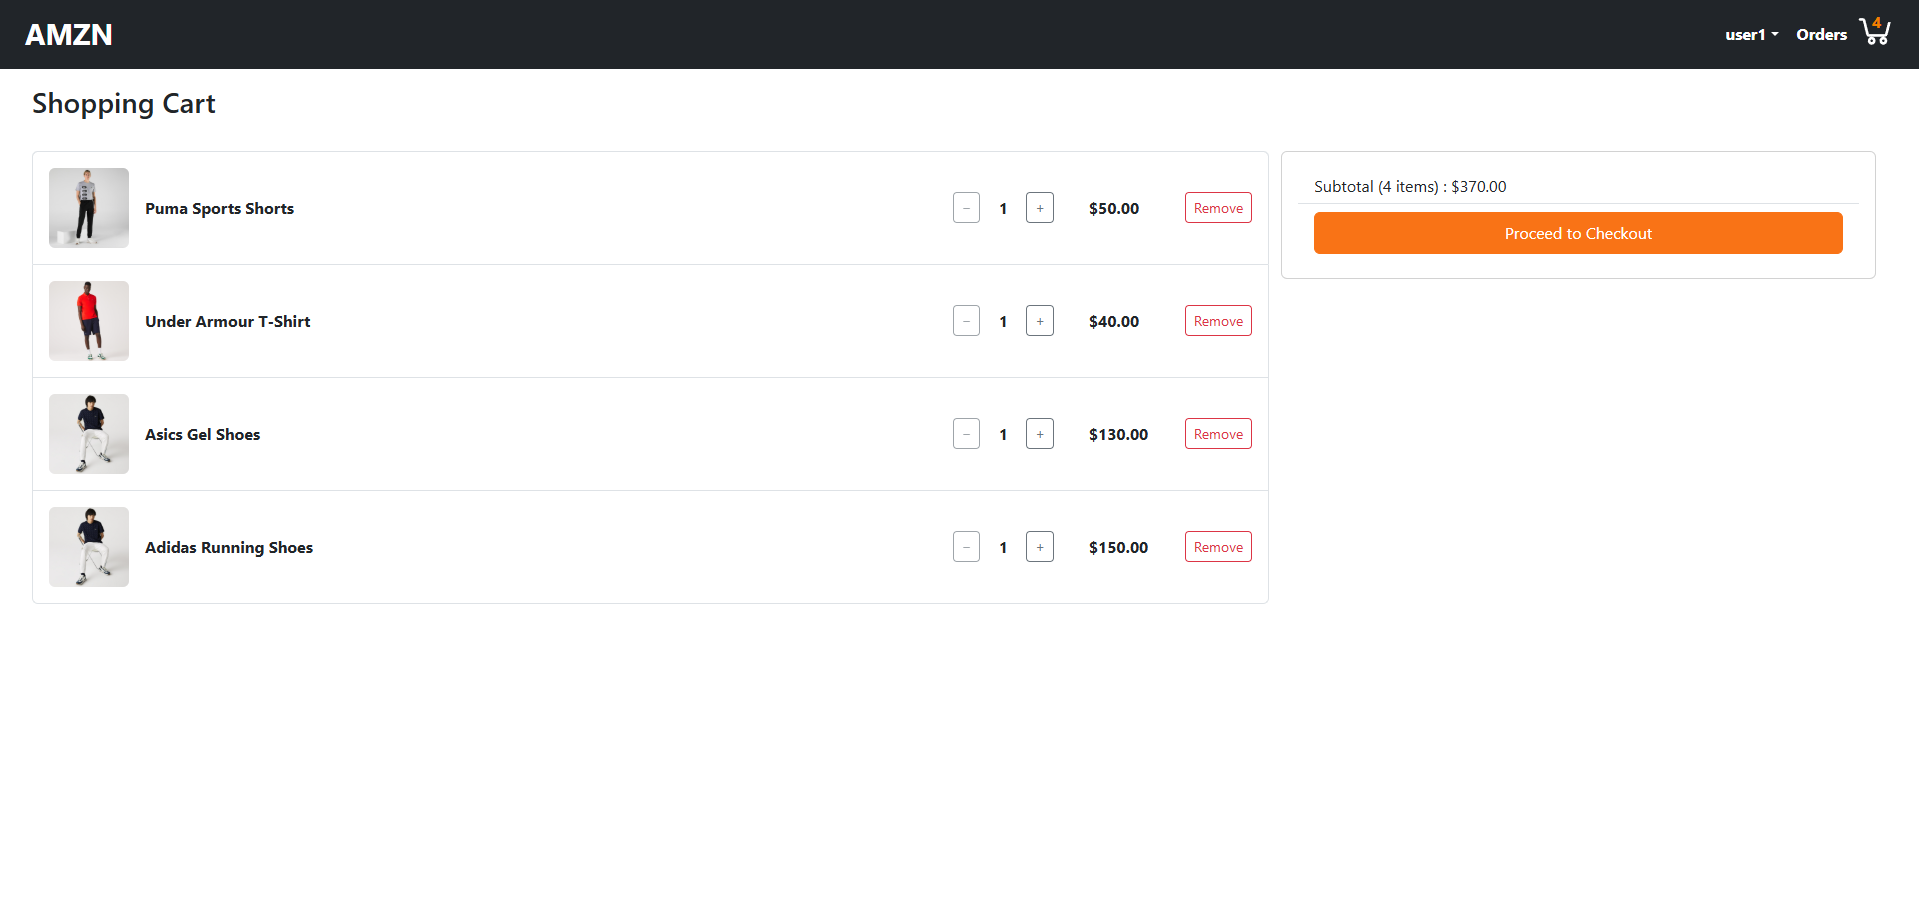 AMZN
user1 Orders 4
Shopping Cart
Puma Sports Shorts − 1 + $50.00 Remove
Under Armour T-Shirt − 1 + $40.00 Remove
Asics Gel Shoes − 1 + $130.00 Remove
Adidas Running Shoes − 1 + $150.00 Remove
Subtotal (4 items) : $370.00
Proceed to Checkout